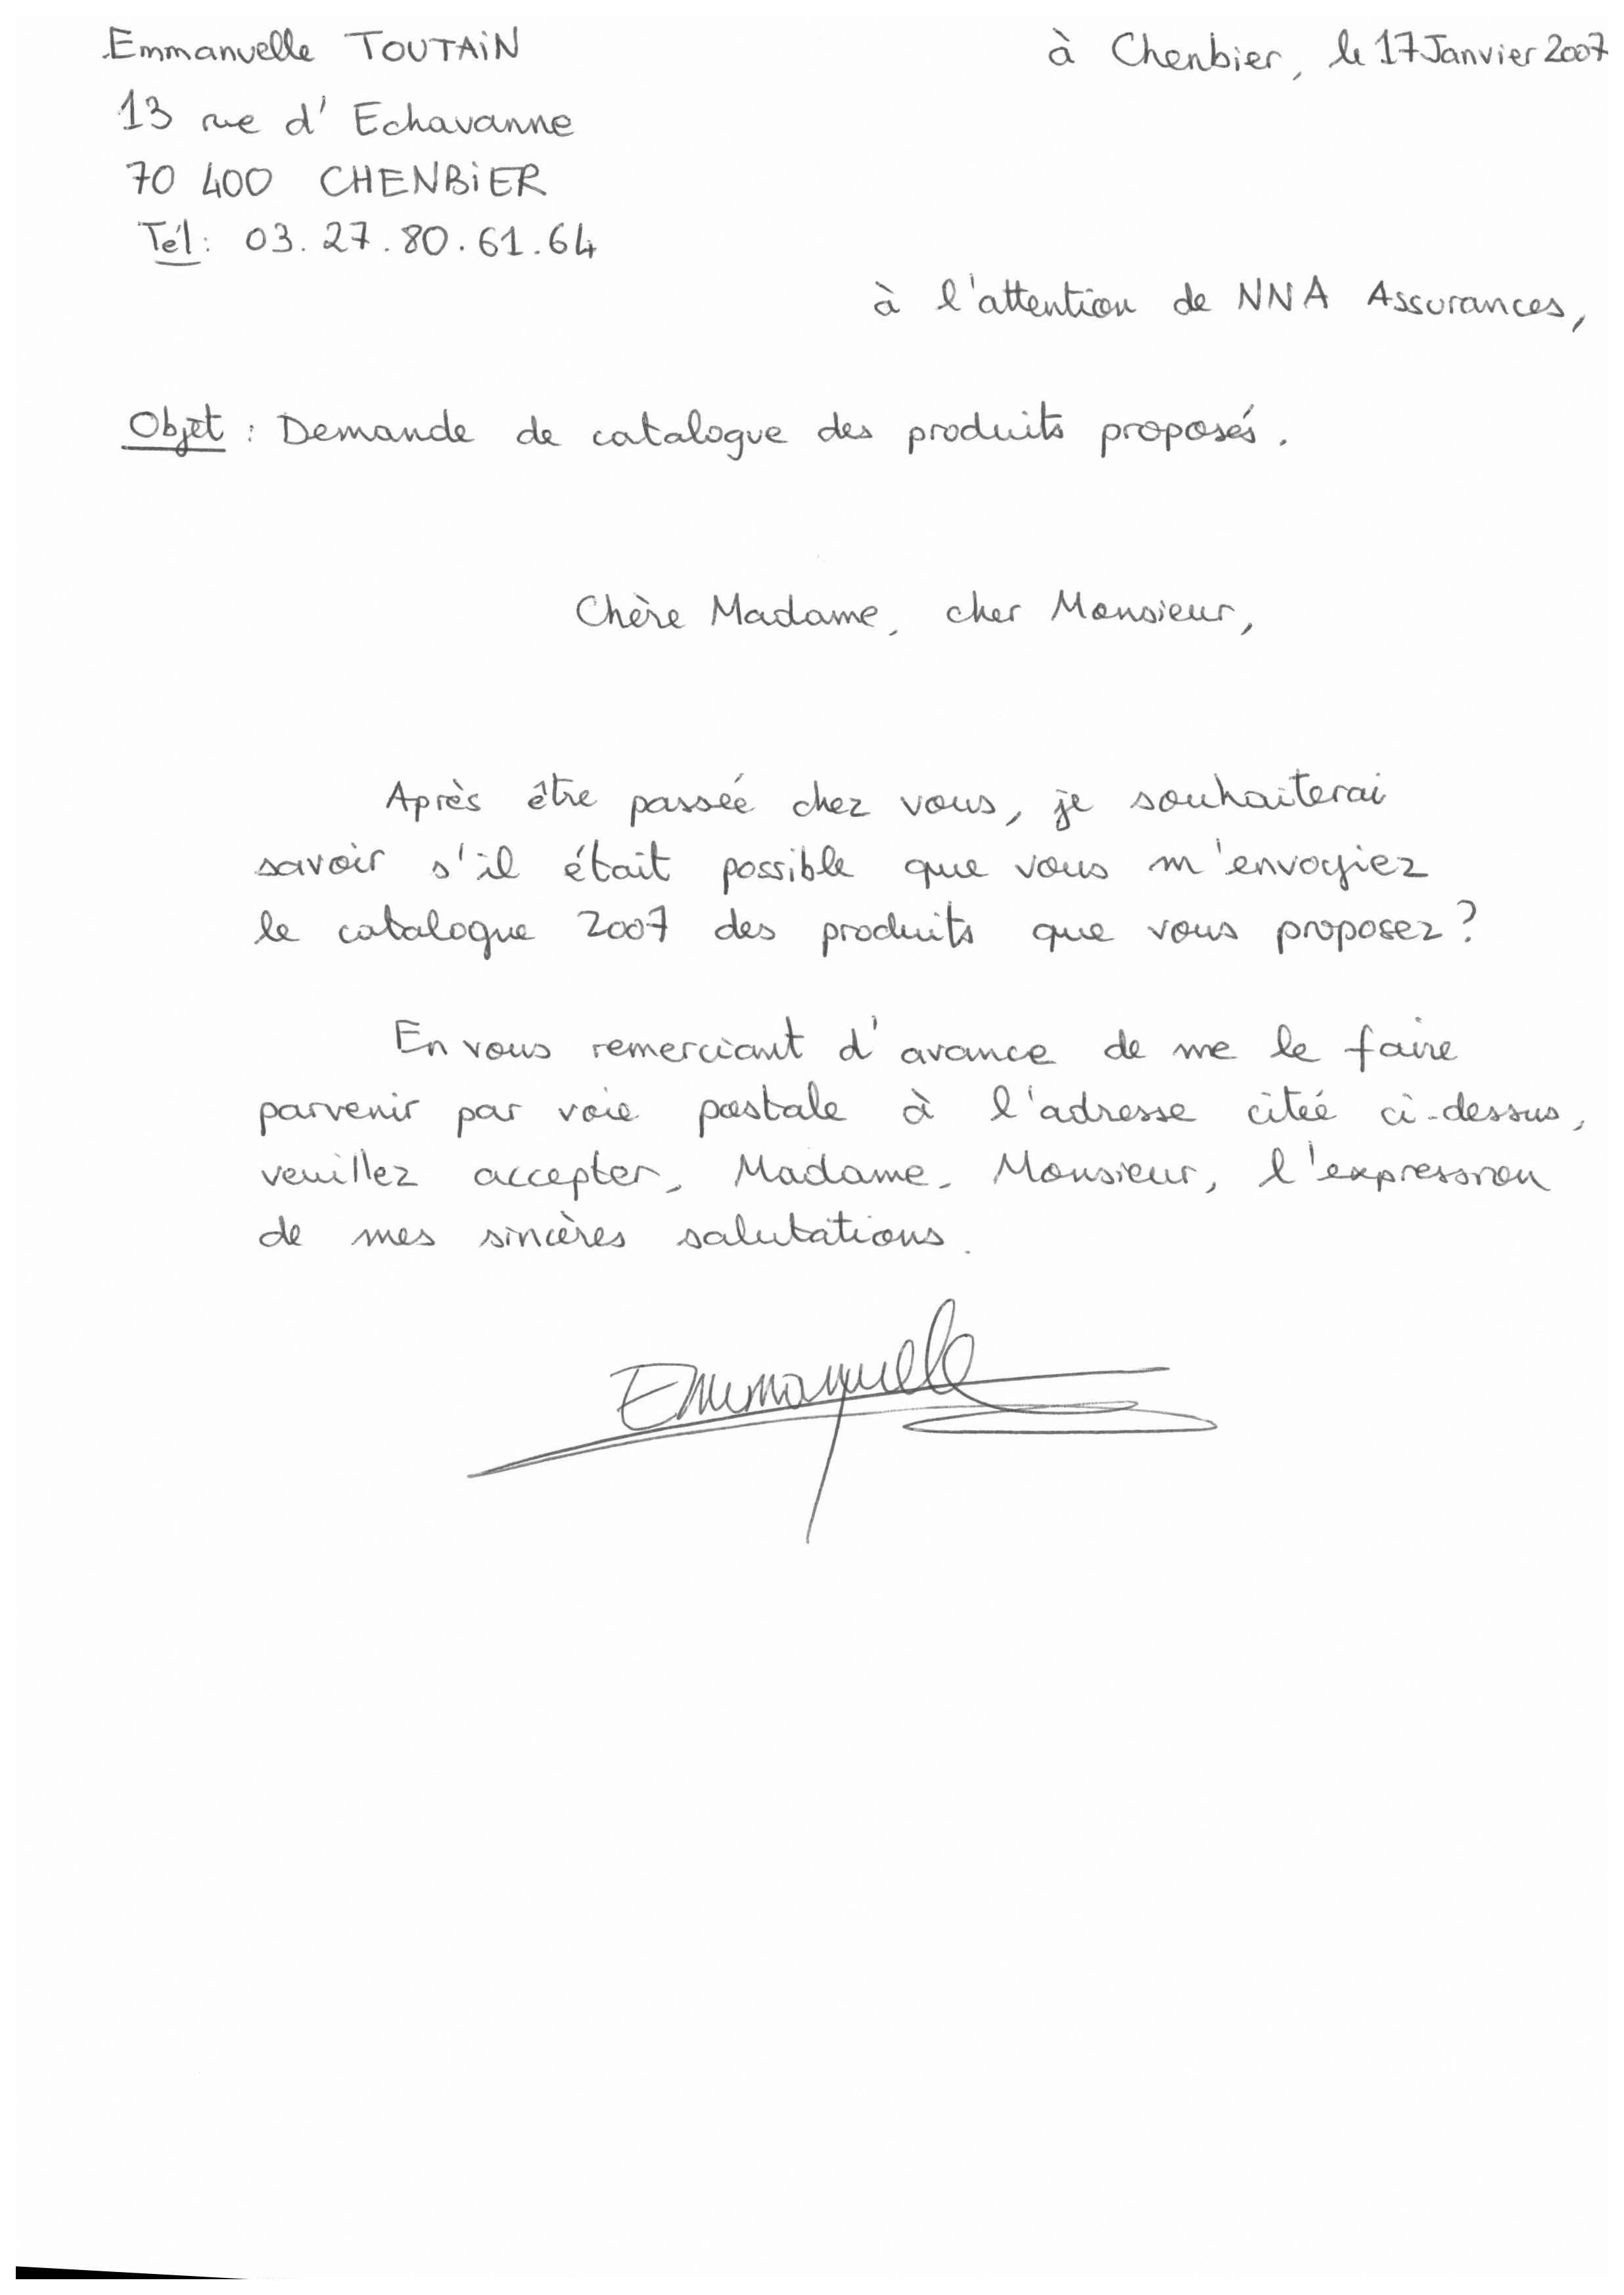 Emmanuelle TOUTAIN
à Chenbier, le 17 Janvier 2007
13 rue d'Echavanne
70 400 CHENBIER
Tél : 03.27.80.61.64
à l'attention de NNA Assurances,
Objet : Demande de catalogue des produits proposés.
Chère Madame, cher Monsieur,
Après être passée chez vous, je souhaiterai
savoir s'il était possible que vous m'envoyiez
le catalogue 2007 des produits que vous proposez ?
En vous remerciant d'avance de me le faire
parvenir par voie postale à l'adresse citée ci-dessus,
veuillez accepter, Madame, Monsieur, l'expression
de mes sincères salutations.
Emmanuelle